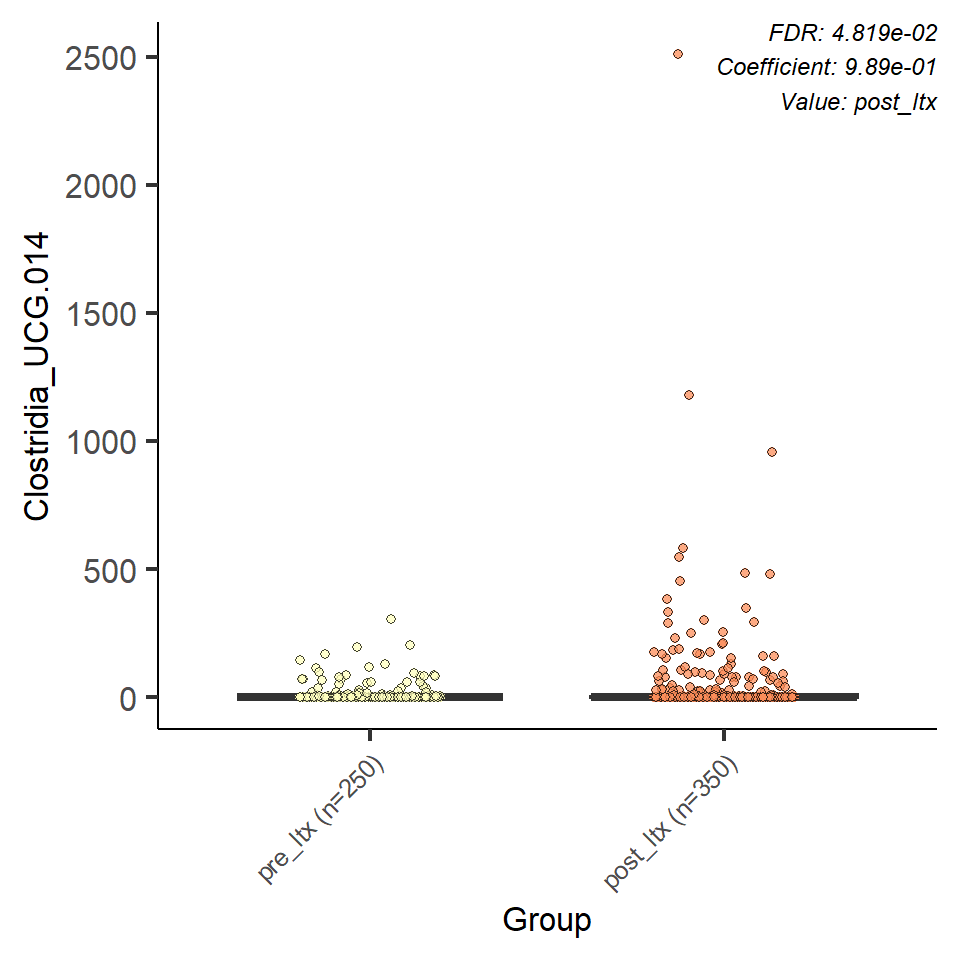 FDR: 4.819e-02
Coefficient: 9.89e-01
Value: post_ltx
2500
2000
1500
1000
500
0
Clostridia_UCG.014
pre_ltx (n=250)
post_ltx (n=350)
Group